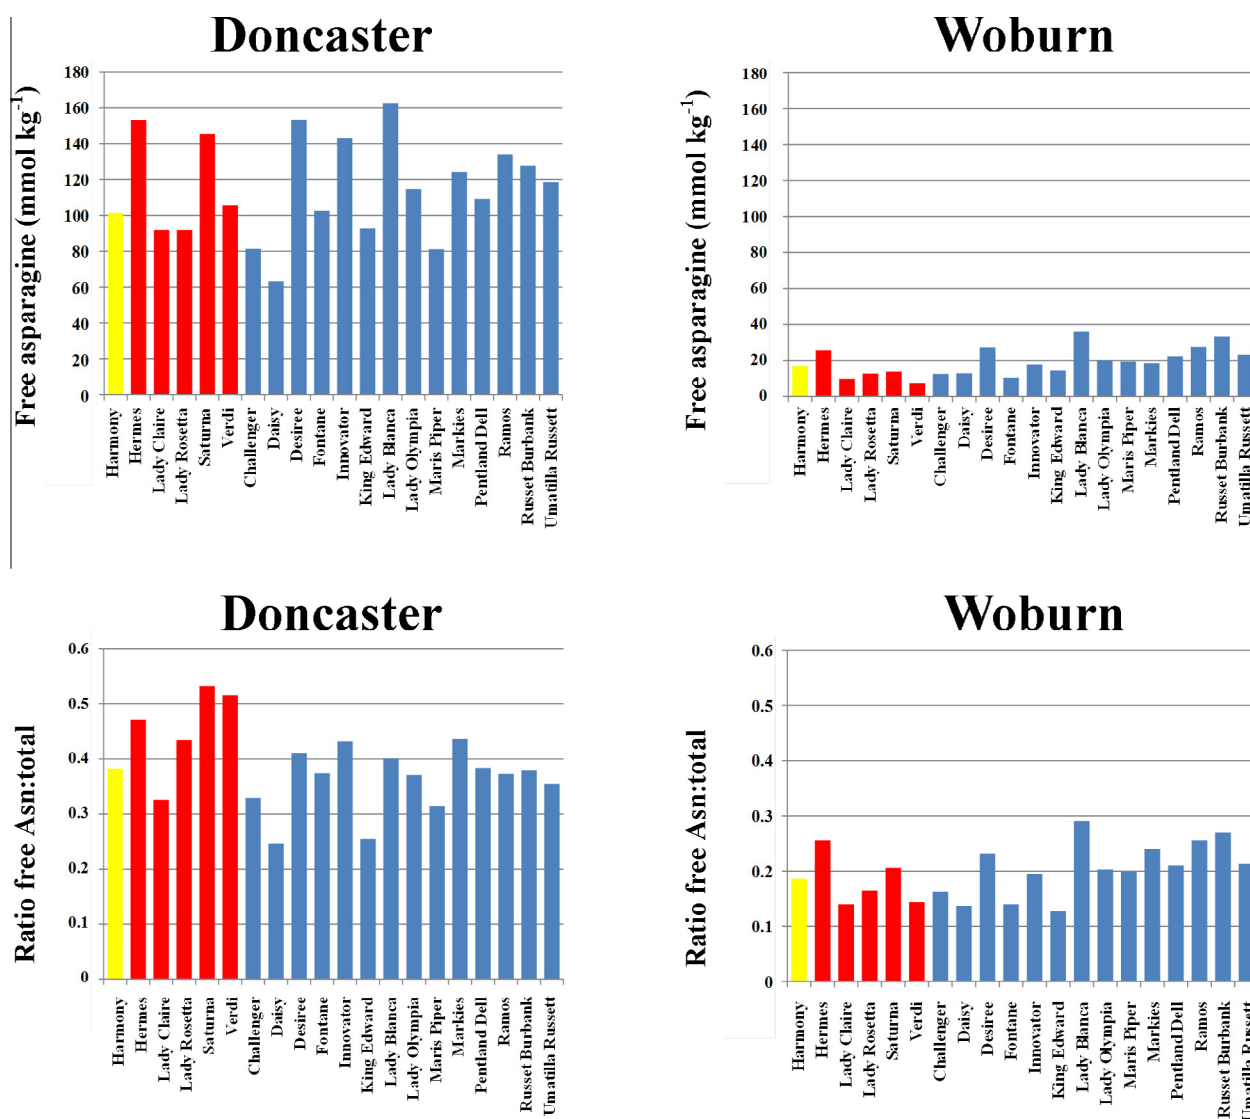 Doncaster
Free asparagine (mmol kg-1)
180
160
140
120
100
80
60
40
20
0
Harmony
Hermes
Lady Claire
Lady Rosetta
Saturna
Verdi
Challenger
Daisy
Desiree
Fontane
Innovator
King Edward
Lady Blanca
Lady Olympia
Maris Piper
Markies
Pentland Dell
Ramos
Russet Burbank
Umatilla Russett
Woburn
Free asparagine (mmol kg-1)
180
160
140
120
100
80
60
40
20
0
Harmony
Hermes
Lady Claire
Lady Rosetta
Saturna
Verdi
Challenger
Daisy
Desiree
Fontane
Innovator
King Edward
Lady Blanca
Lady Olympia
Maris Piper
Markies
Pentland Dell
Ramos
Russet Burbank
Umatilla Russett
Doncaster
Ratio free Asn:total
0.6
0.5
0.4
0.3
0.2
0.1
0
Harmony
Hermes
Lady Claire
Lady Rosetta
Saturna
Verdi
Challenger
Daisy
Desiree
Fontane
Innovator
King Edward
Lady Blanca
Lady Olympia
Maris Piper
Markies
Pentland Dell
Ramos
Russet Burbank
Umatilla Russett
Woburn
Ratio free Asn:total
0.6
0.5
0.4
0.3
0.2
0.1
0
Harmony
Hermes
Lady Claire
Lady Rosetta
Saturna
Verdi
Challenger
Daisy
Desiree
Fontane
Innovator
King Edward
Lady Blanca
Lady Olympia
Maris Piper
Markies
Pentland Dell
Ramos
Russet Burbank
Umatilla Russett